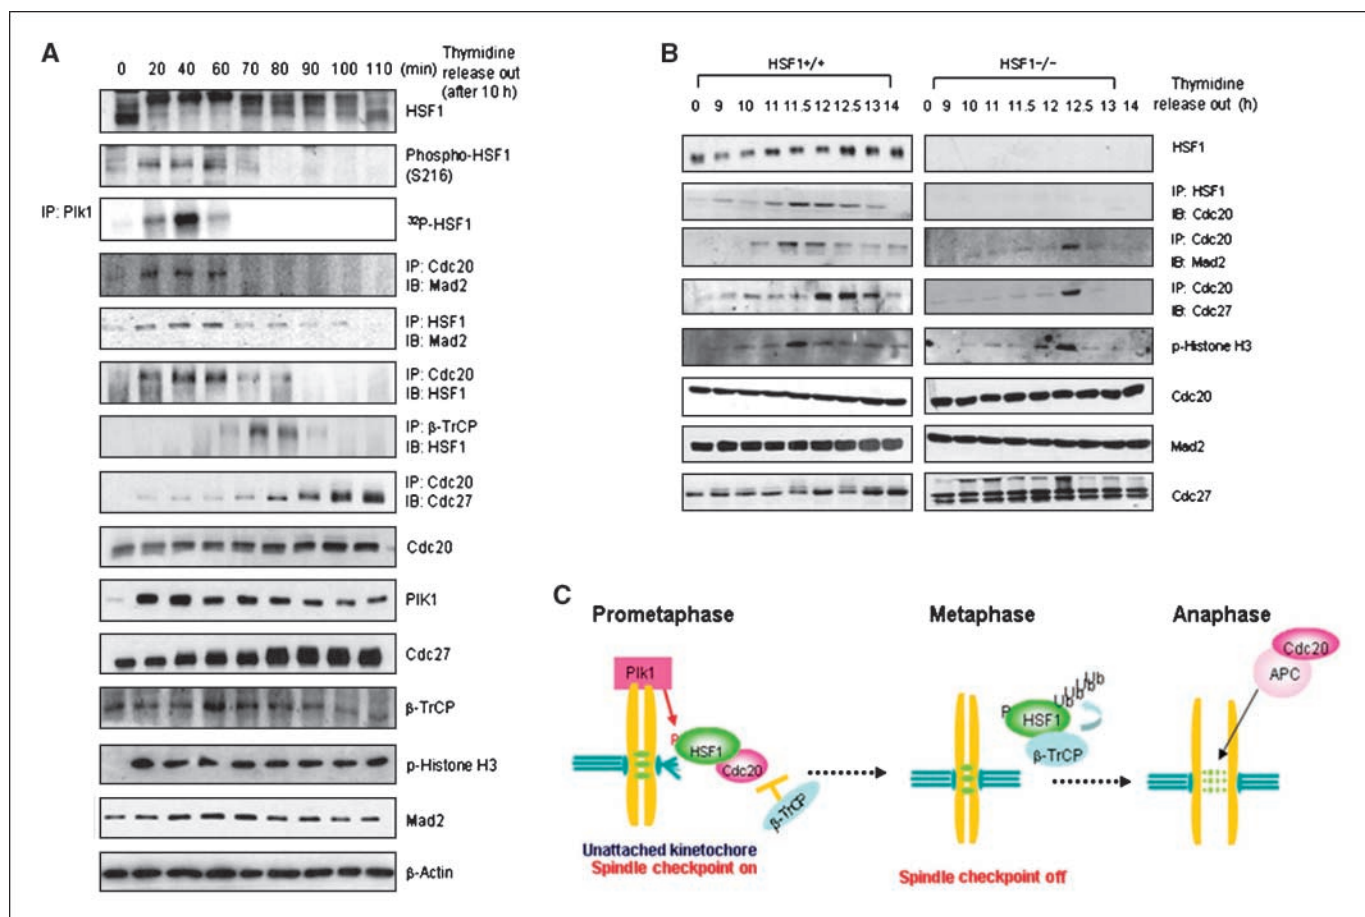 A
0 20 40 60 70 80 90 100 110 (min)
Thymidine
release out
(after 10 h)
HSF1
Phospho-HSF1
(S216)
IP: Plk1
32P-HSF1
IP: Cdc20
IB: Mad2
IP: HSF1
IB: Mad2
IP: Cdc20
IB: HSF1
IP: β-TrCP
IB: HSF1
IP: Cdc20
IB: Cdc27
Cdc20
PlK1
Cdc27
β-TrCP
p-Histone H3
Mad2
β-Actin
B
HSF1+/+
HSF1-/-
0 9 10 11 11.5 12 12.5 13 14
0 9 10 11 11.5 12 12.5 13 14
Thymidine
release out (h)
HSF1
IP: HSF1
IB: Cdc20
IP: Cdc20
IB: Mad2
IP: Cdc20
IB: Cdc27
p-Histone H3
Cdc20
Mad2
Cdc27
C
Prometaphase
Plk1
P
HSF1
Cdc20
β-TrCP
Unattached kinetochore
Spindle checkpoint on
Metaphase
Ub Ub Ub Ub
P
HSF1
β-TrCP
Spindle checkpoint off
Anaphase
Cdc20
APC